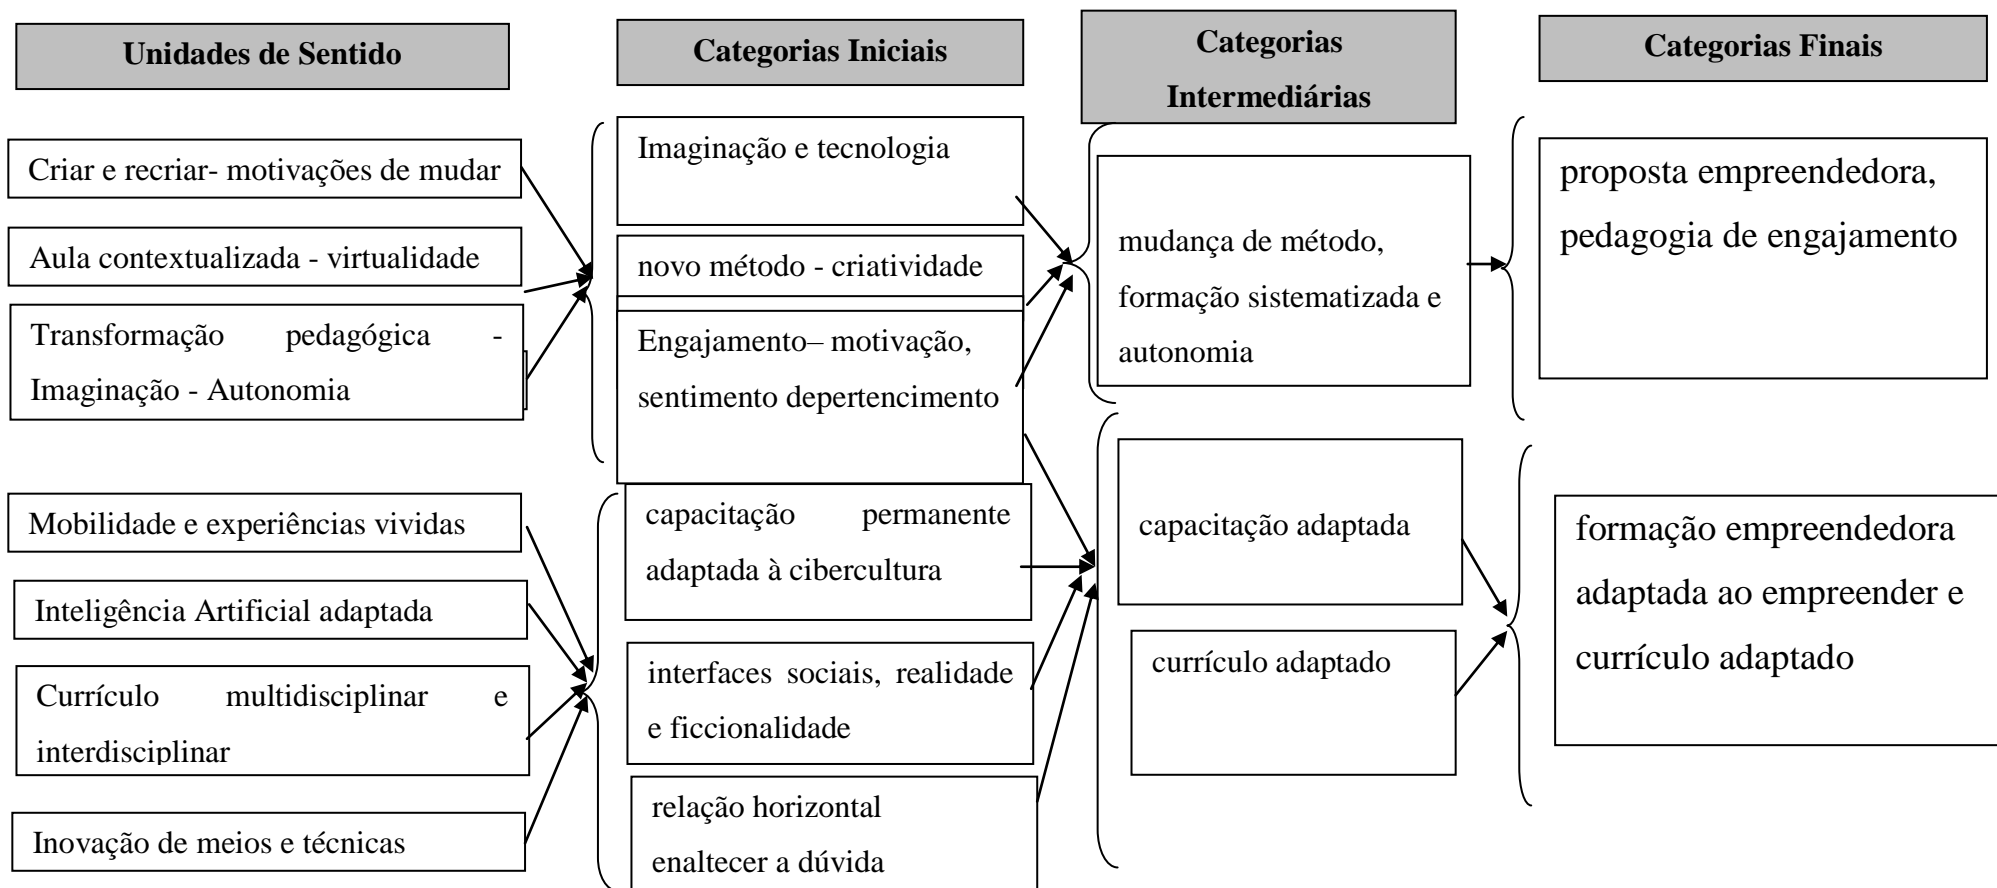 Unidades de Sentido
Criar e recriar- motivações de mudar
Aula contextualizada - virtualidade
Transformação pedagógica -
Imaginação - Autonomia
Mobilidade e experiências vividas
Inteligência Artificial adaptada
Currículo multidisciplinar e
interdisciplinar
Inovação de meios e técnicas
Categorias Iniciais
Imaginação e tecnologia
novo método - criatividade
Engajamento– motivação,
sentimento depertencimento
capacitação permanente
adaptada à cibercultura
interfaces sociais, realidade
e ficcionalidade
relação horizontal
enaltecer a dúvida
Categorias
Intermediárias
mudança de método,
formação sistematizada e
autonomia
capacitação adaptada
currículo adaptado
Categorias Finais
proposta empreendedora,
pedagogia de engajamento
formação empreendedora
adaptada ao empreender e
currículo adaptado